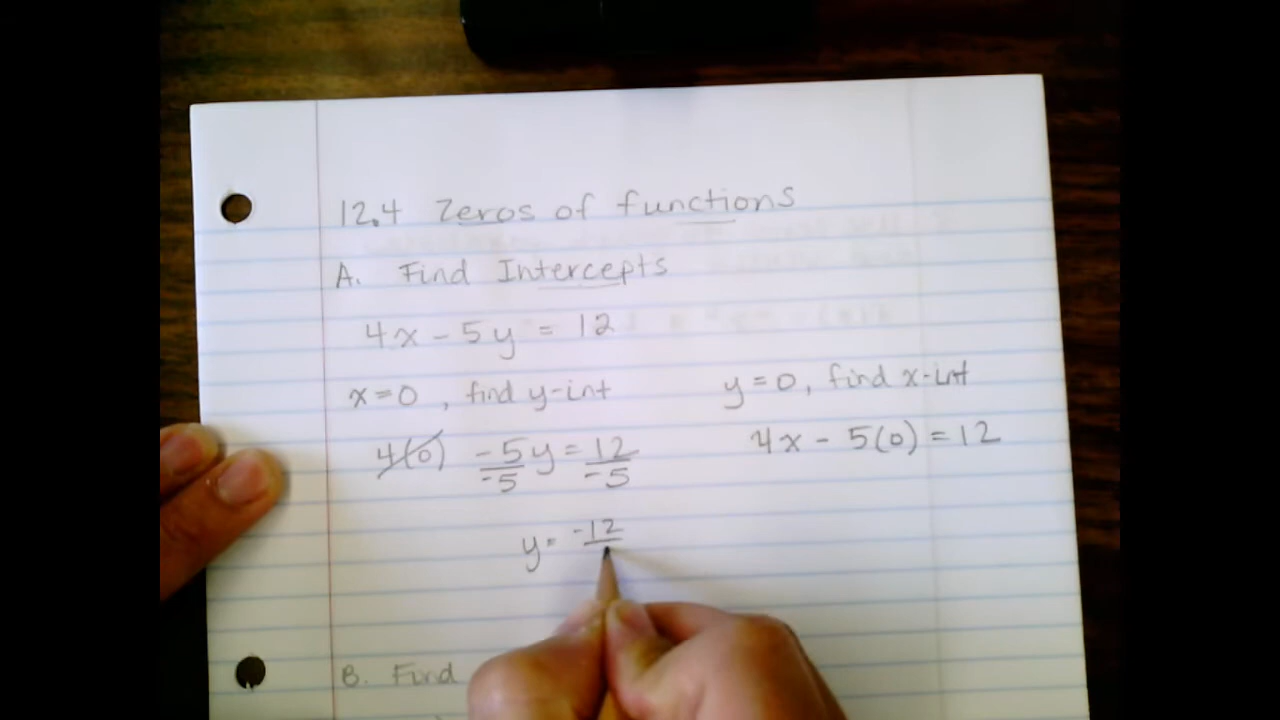 12.4 Zeros of functions
A. Find Intercepts
4x - 5y = 12
x = 0 , find y-int
4(0) -5y = 12
-5 -5
y = -12
y = 0, find x-int
4x - 5(0) = 12
B. Find